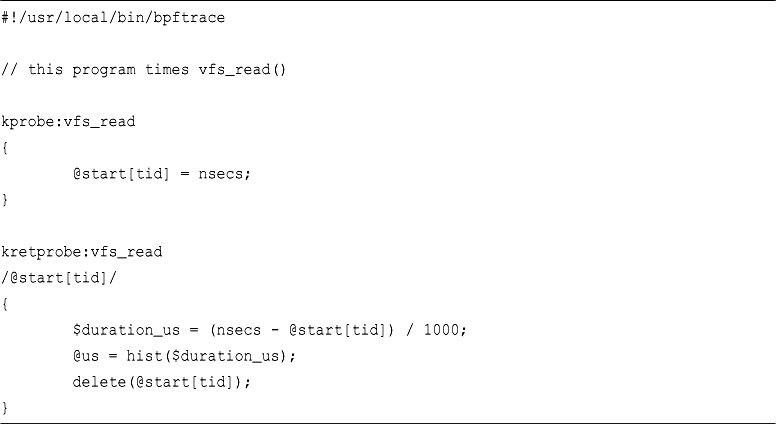 #!/usr/local/bin/bpftrace
// this program times vfs_read()
kprobe:vfs_read
{
        @start[tid] = nsecs;
}
kretprobe:vfs_read
/@start[tid]/
{
        $duration_us = (nsecs - @start[tid]) / 1000;
        @us = hist($duration_us);
        delete(@start[tid]);
}